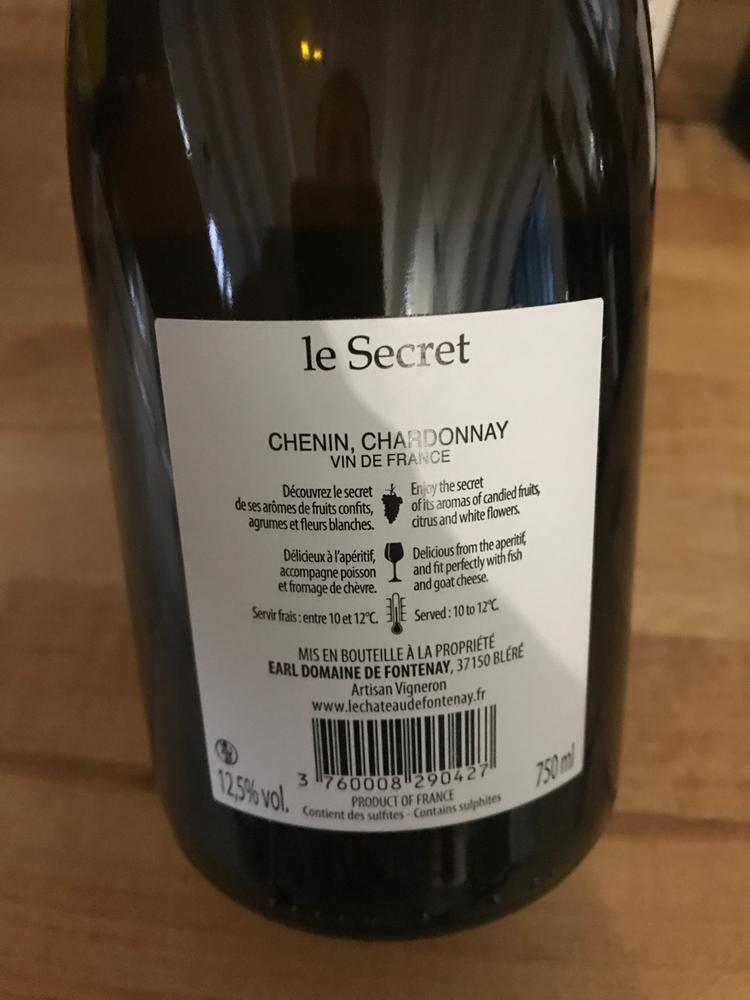 le Secret
CHENIN, CHARDONNAY
VIN DE FRANCE
Découvrez le secret
de ses arômes de fruits confits,
agrumes et fleurs blanches.
Enjoy the secret
of its aromas of candied fruits,
citrus and white flowers.
Délicieux à l'apéritif,
accompagne poisson
et fromage de chèvre.
Delicious from the aperitif,
and fit perfectly with fish
and goat cheese.
Servir frais : entre 10 et 12°C.
Served : 10 to 12°C.
MIS EN BOUTEILLE À LA PROPRIÉTÉ
EARL DOMAINE DE FONTENAY, 37150 BLÉRÉ
Artisan Vigneron
www.lechateaudefontenay.fr
3 760008 290427
12,5% vol.
750 ml
PRODUCT OF FRANCE
Contient des sulfites - Contains sulphites